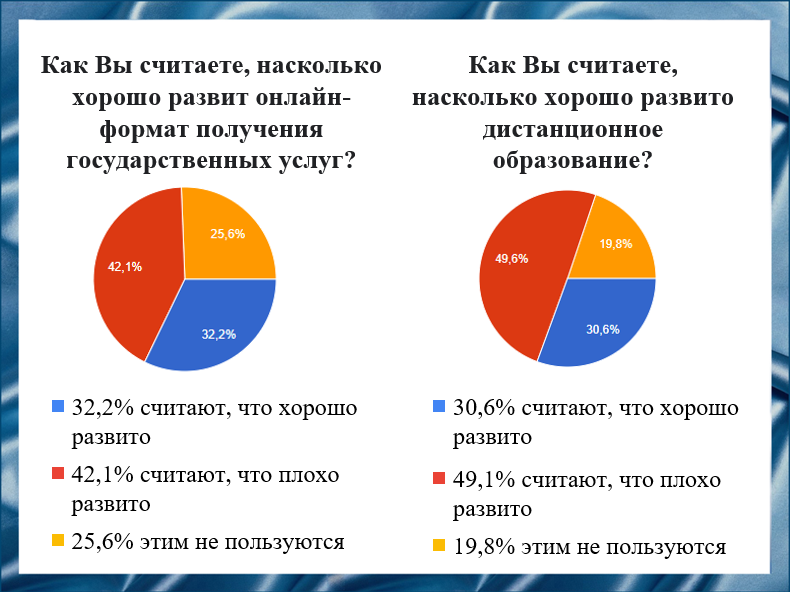 Как Вы считаете, насколько
хорошо развит онлайн-
формат получения
государственных услуг?
25,6%
42,1%
32,2%
32,2% считают, что хорошо
развито
42,1% считают, что плохо
развито
25,6% этим не пользуются
Как Вы считаете,
насколько хорошо развито
дистанционное
образование?
19,8%
49,6%
30,6%
30,6% считают, что хорошо
развито
49,1% считают, что плохо
развито
19,8% этим не пользуются